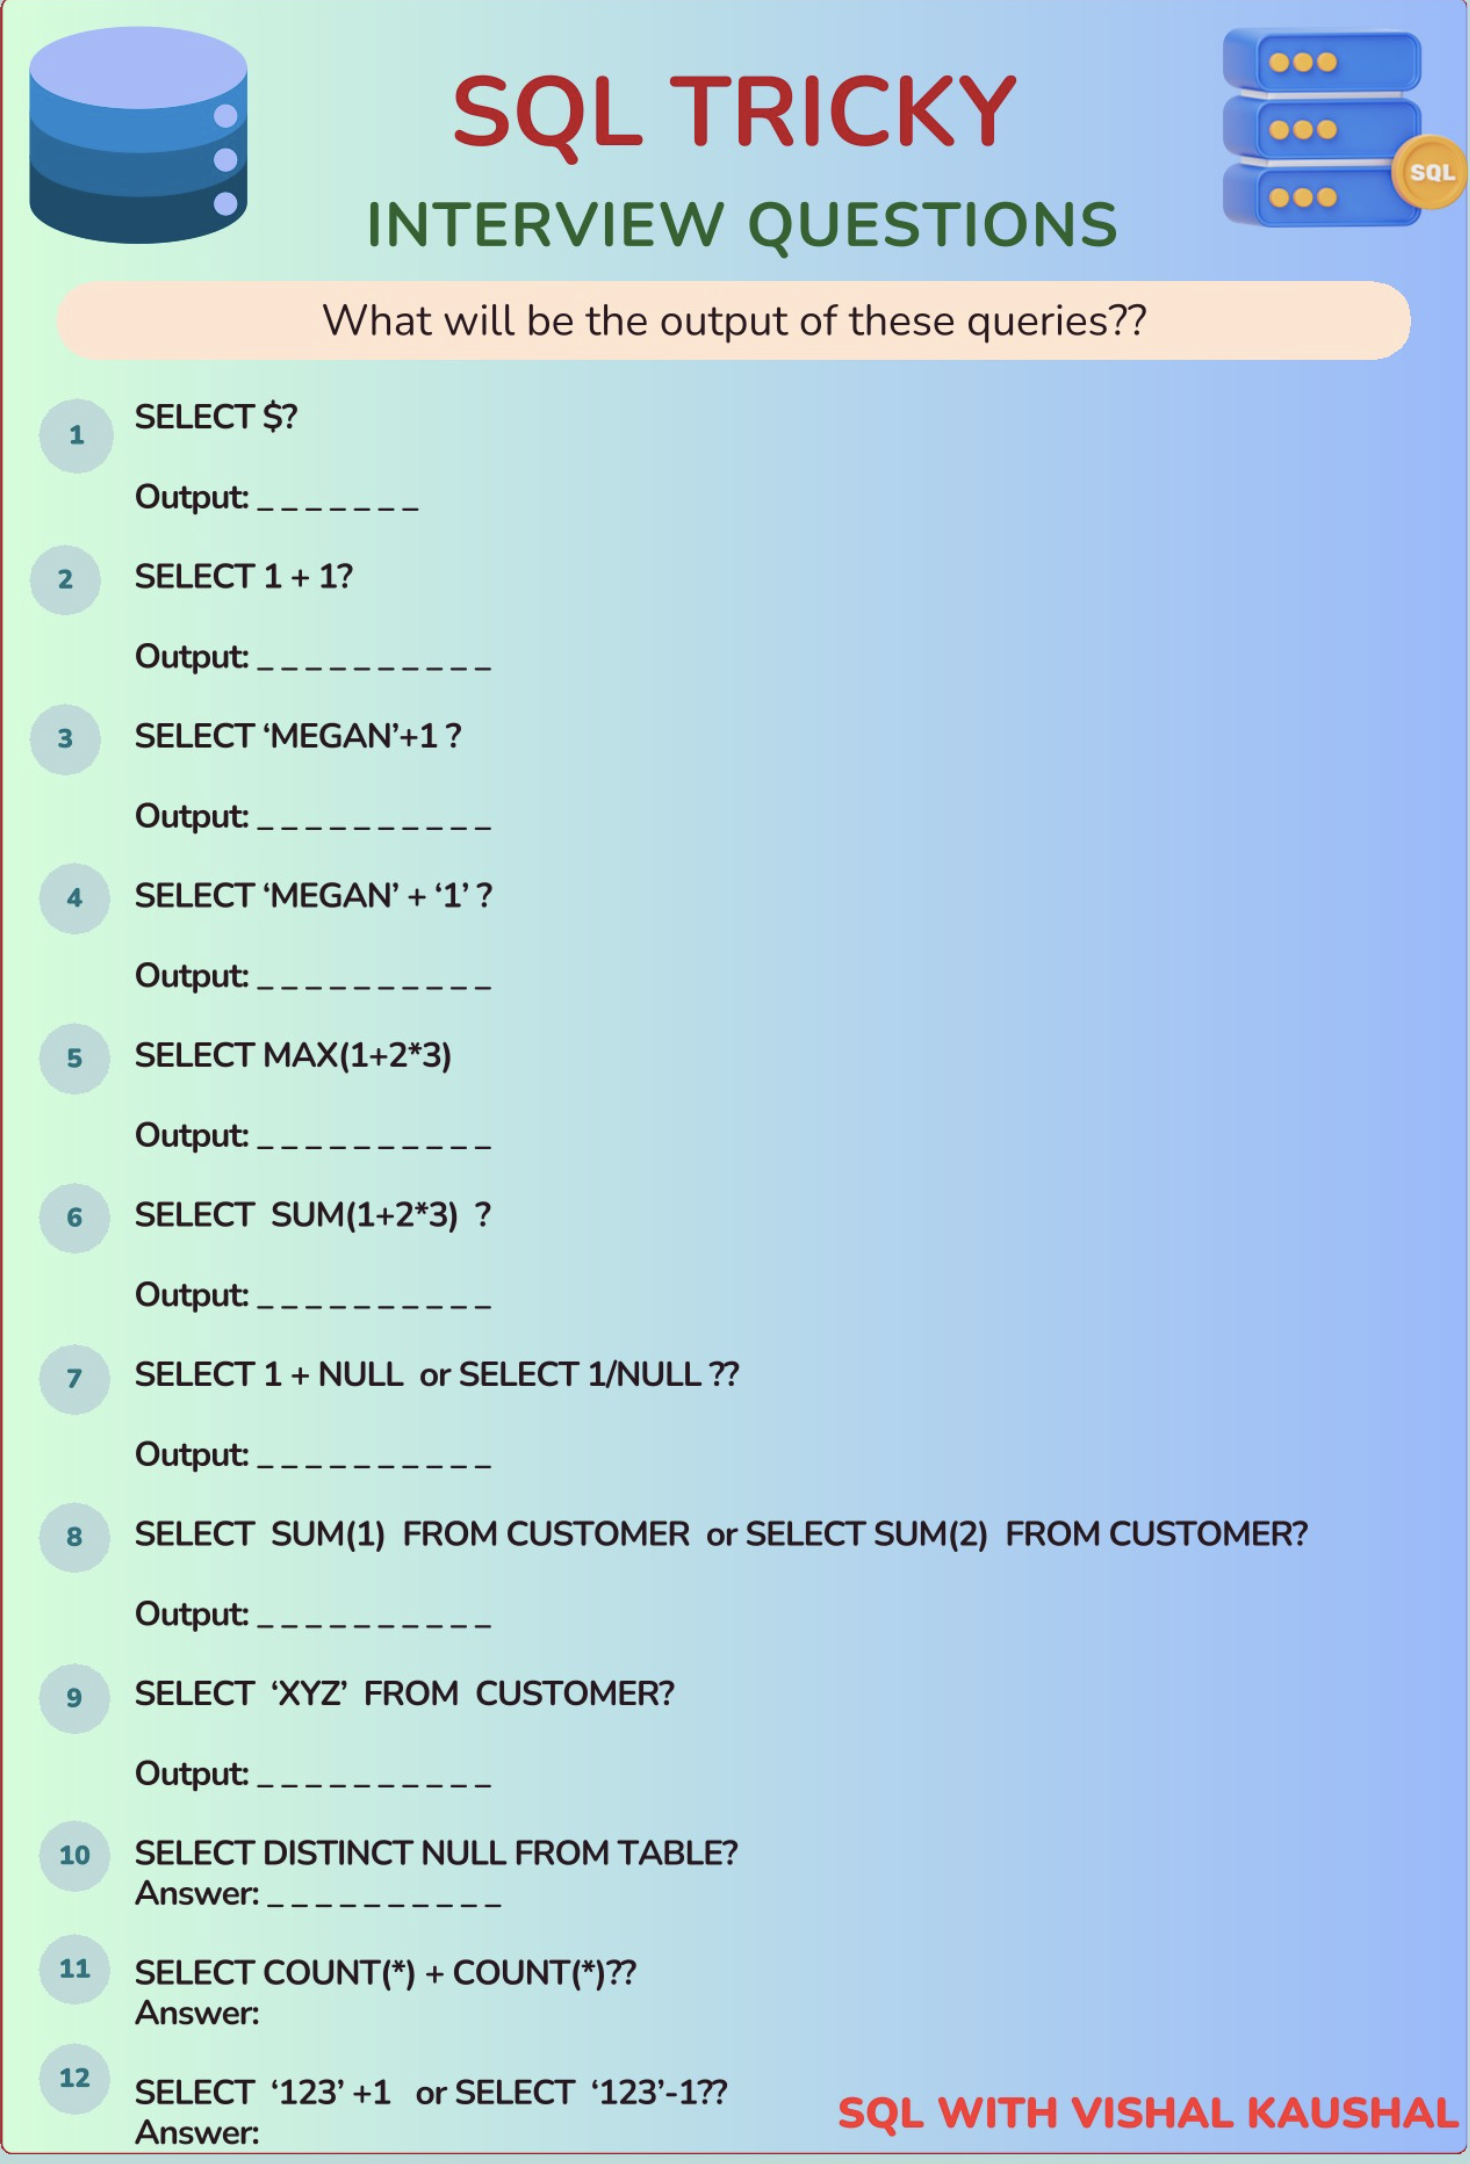 SQL TRICKY
SQL
INTERVIEW QUESTIONS
What will be the output of these queries??
1 SELECT $?
Output: _ _ _ _ _ _ _
2 SELECT 1 + 1?
Output: _ _ _ _ _ _ _ _ _ _
3 SELECT ‘MEGAN’+1 ?
Output: _ _ _ _ _ _ _ _ _ _
4 SELECT ‘MEGAN’ + ‘1’ ?
Output: _ _ _ _ _ _ _ _ _ _
5 SELECT MAX(1+2*3)
Output: _ _ _ _ _ _ _ _ _ _
6 SELECT SUM(1+2*3) ?
Output: _ _ _ _ _ _ _ _ _ _
7 SELECT 1 + NULL or SELECT 1/NULL ??
Output: _ _ _ _ _ _ _ _ _ _
8 SELECT SUM(1) FROM CUSTOMER or SELECT SUM(2) FROM CUSTOMER?
Output: _ _ _ _ _ _ _ _ _ _
9 SELECT ‘XYZ’ FROM CUSTOMER?
Output: _ _ _ _ _ _ _ _ _ _
10 SELECT DISTINCT NULL FROM TABLE?
Answer: _ _ _ _ _ _ _ _ _ _
11 SELECT COUNT(*) + COUNT(*)??
Answer:
12 SELECT ‘123’ +1 or SELECT ‘123’-1??
Answer:
SQL WITH VISHAL KAUSHAL